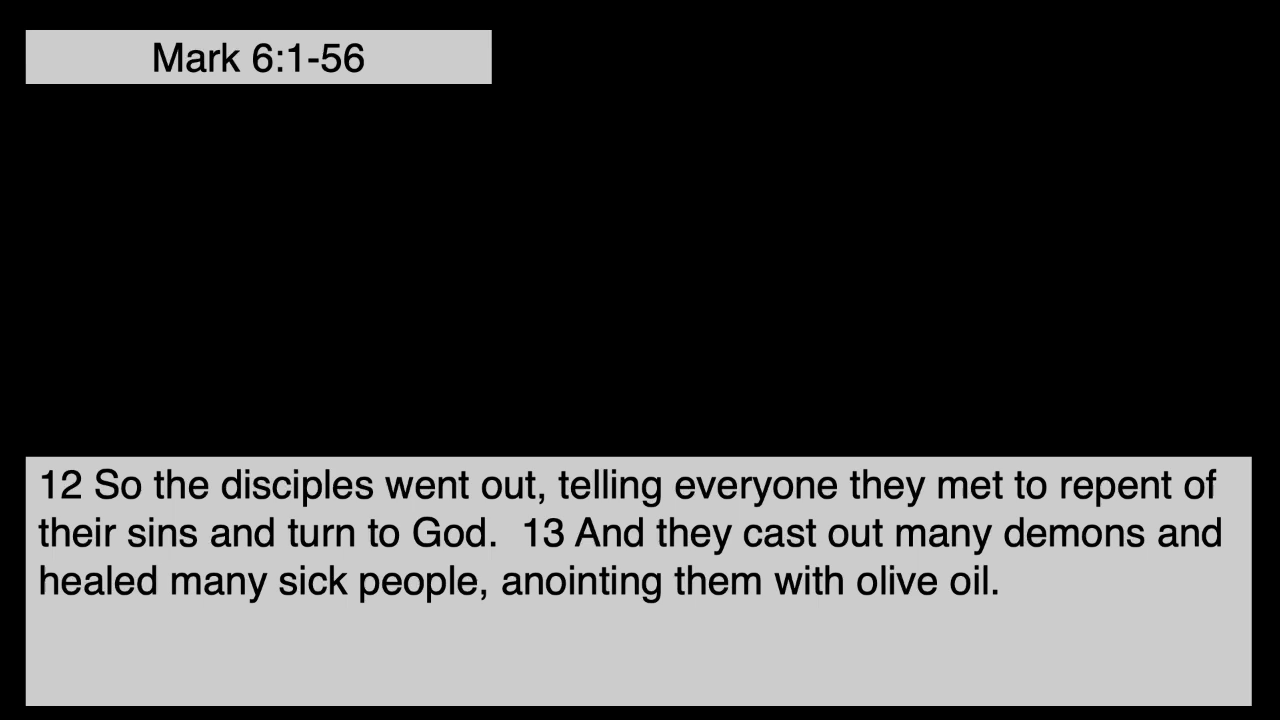 Mark 6:1-56
12 So the disciples went out, telling everyone they met to repent of
their sins and turn to God.  13 And they cast out many demons and
healed many sick people, anointing them with olive oil.